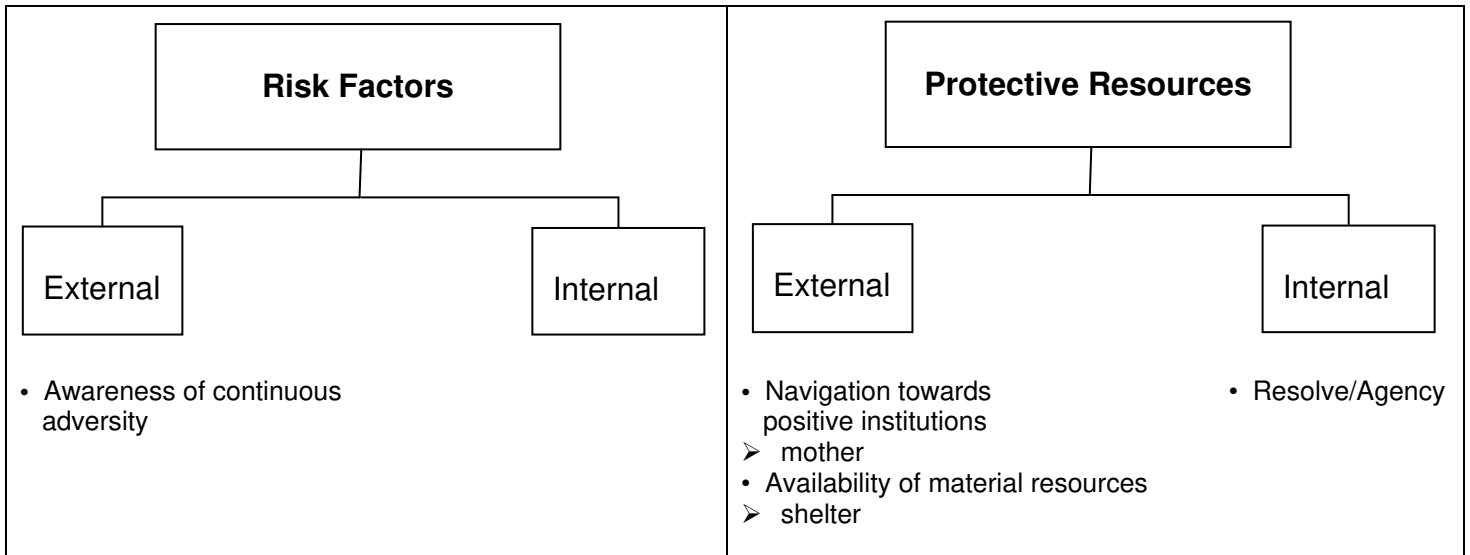 Risk Factors
External
Internal
• Awareness of continuous
adversity
Protective Resources
External
Internal
• Navigation towards
positive institutions
➢ mother
• Availability of material resources
➢ shelter
• Resolve/Agency